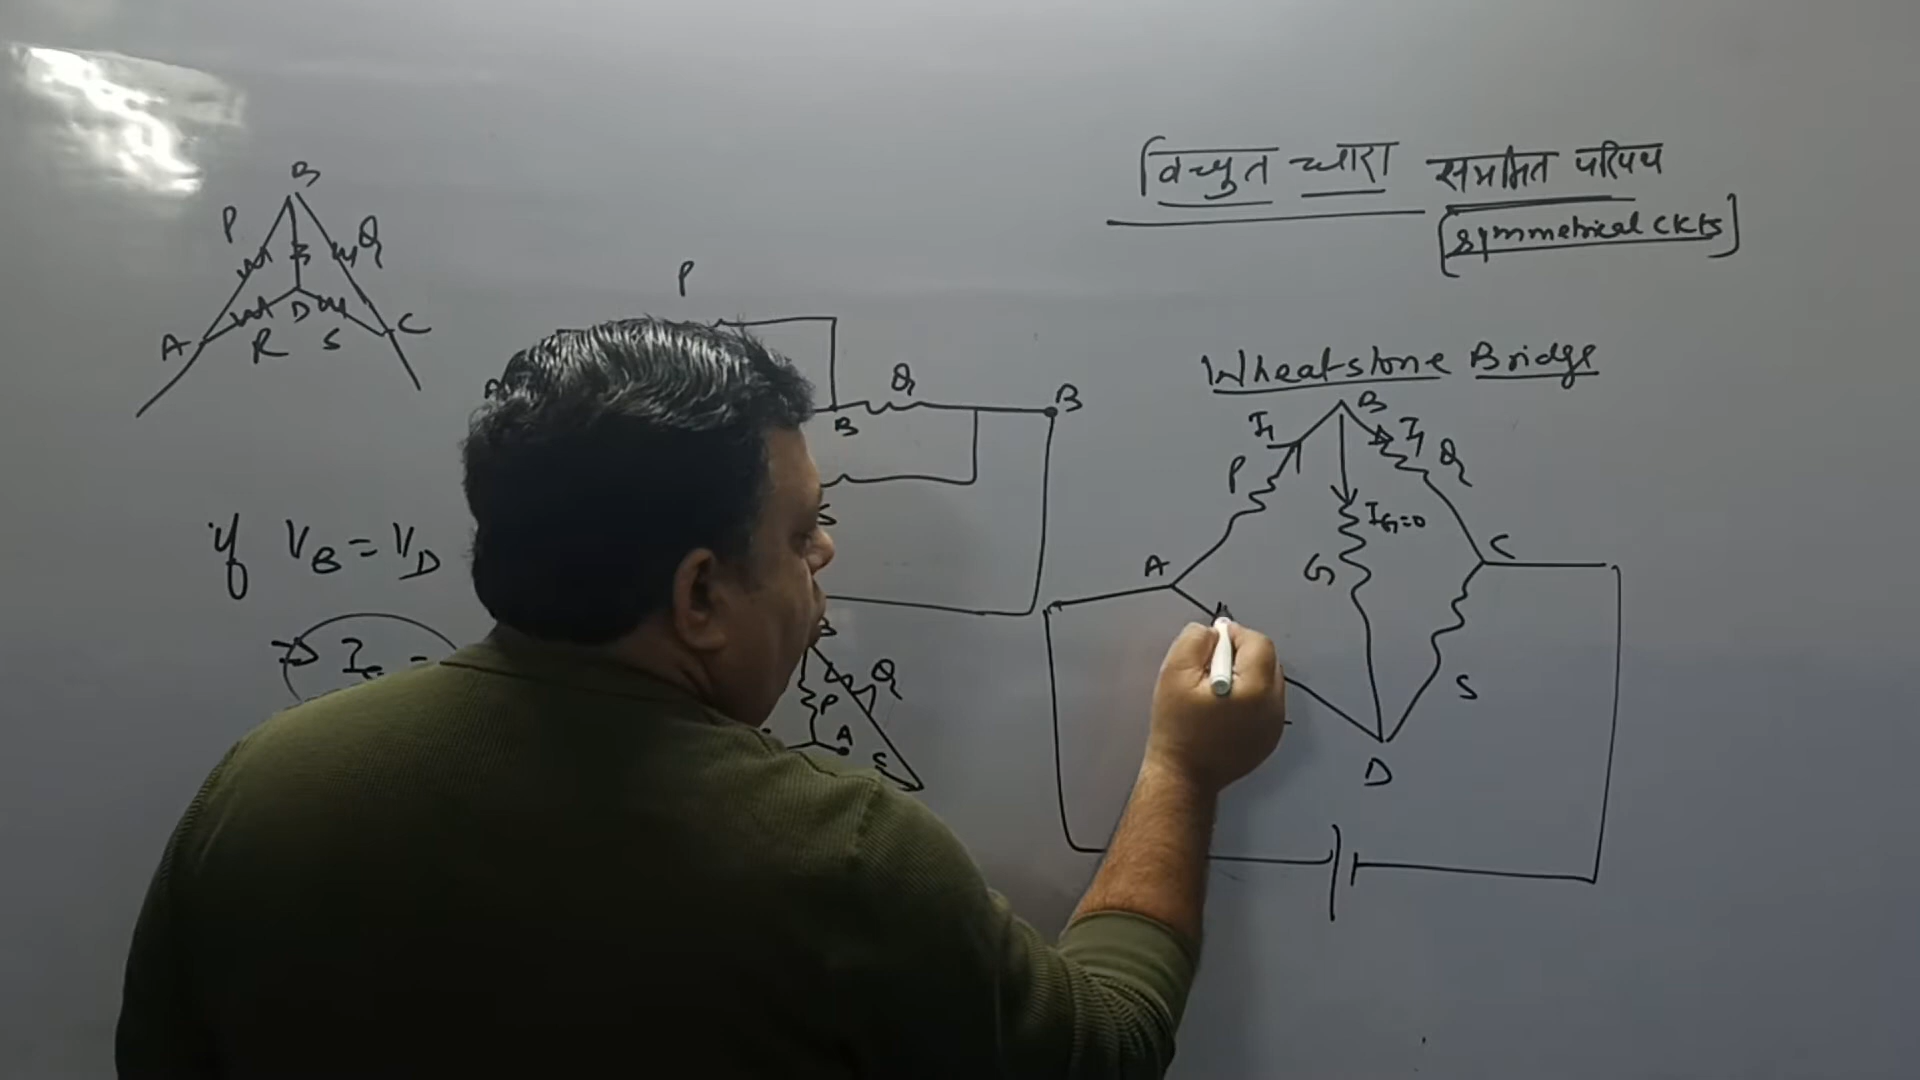 विद्युत धारा समामित परिपथ
[symmetrical CKts]
B
P
Q
B
A
D
C
R
S
P
A
Q
B
B
S
Wheatstone Bridge
B
I₁
I₁
P
Q
I_G=0
G
A
C
S
D
if V_B = V_D
⇒ I
B
Q
P
A
S